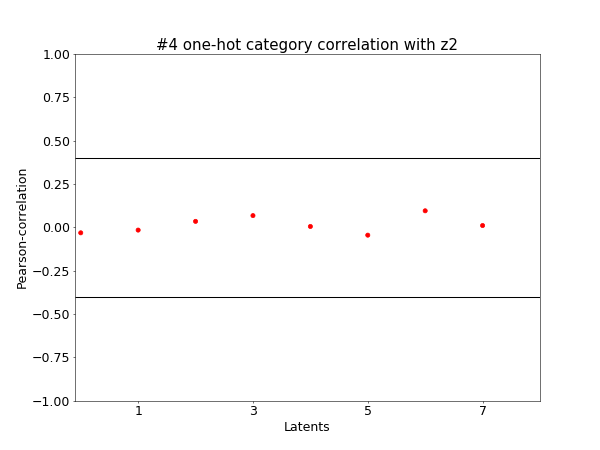 #4 one-hot category correlation with z2
1.00
0.75
0.50
0.25
0.00
−0.25
−0.50
−0.75
−1.00
Pearson-correlation
1 3 5 7
Latents